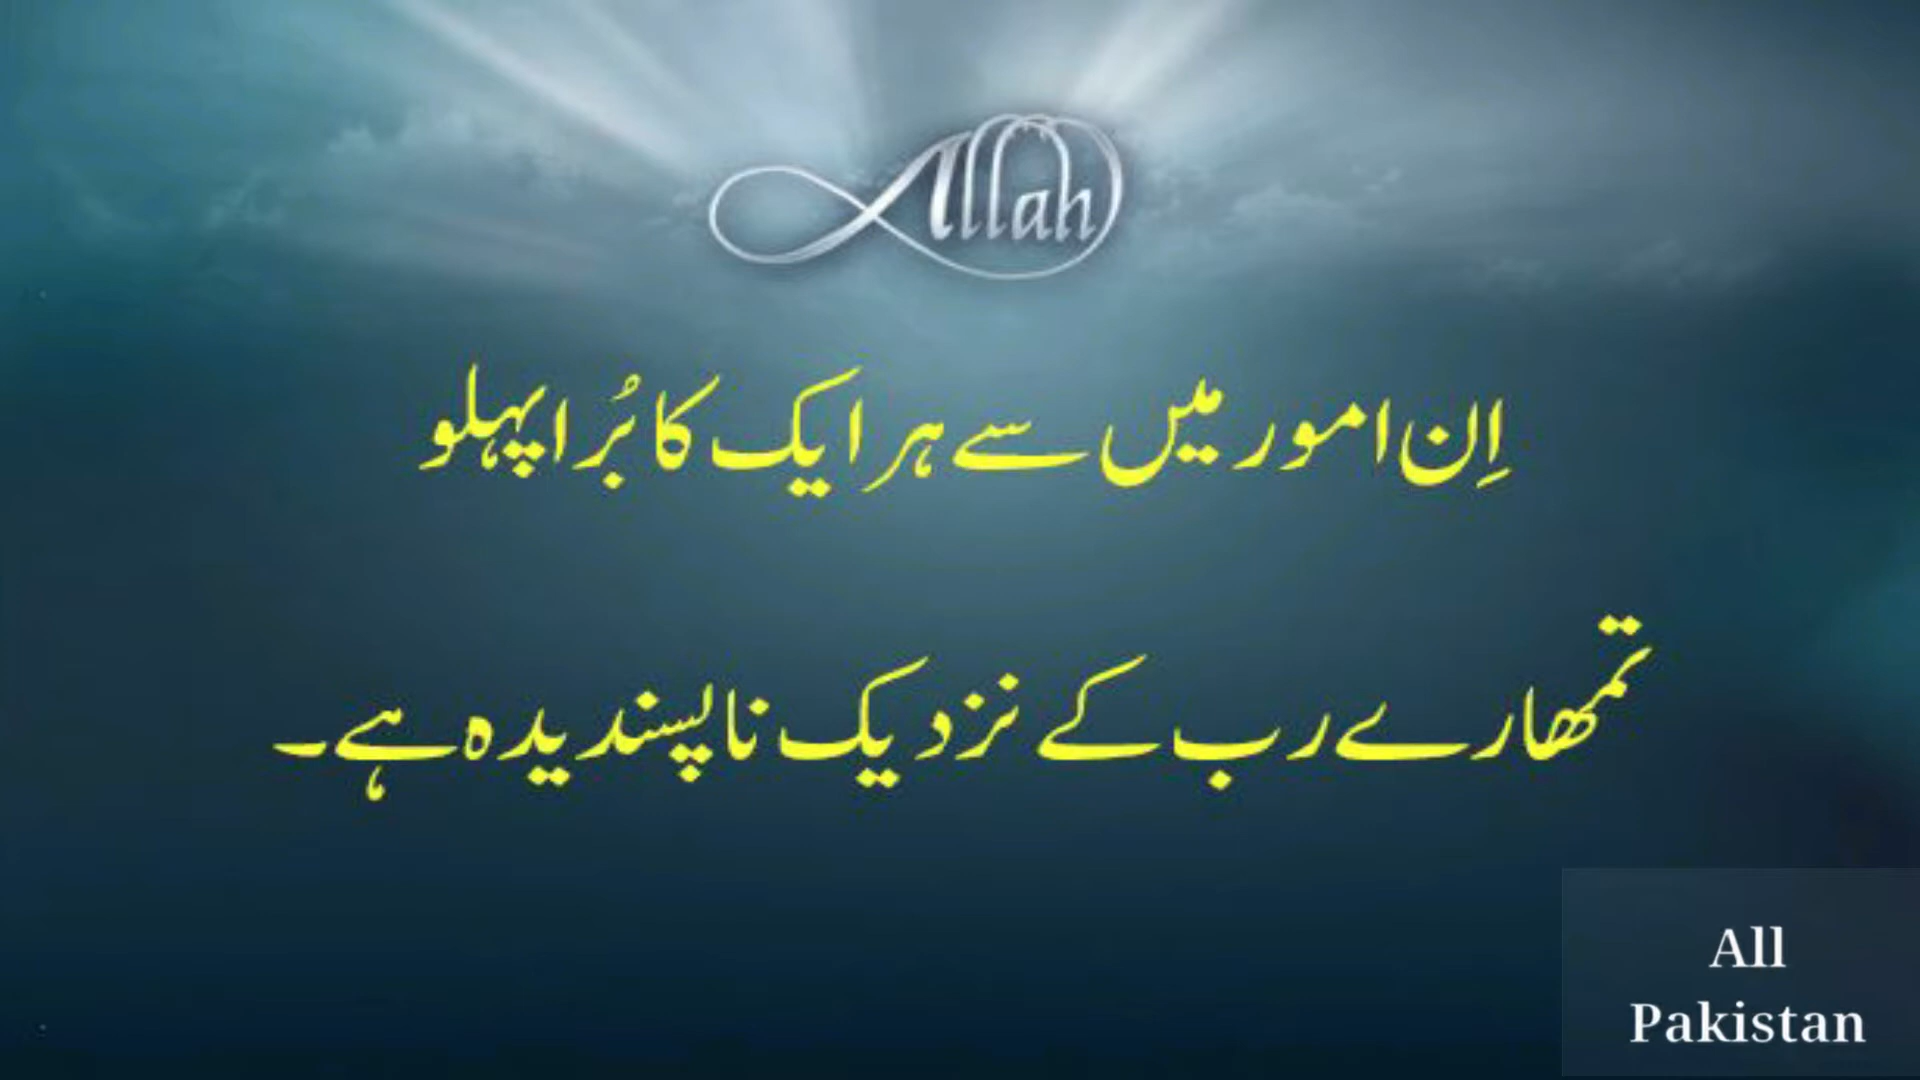 Allah
اِن امور میں سے ہر ایک کا بُرا پہلو
تمھارے رب کے نزدیک ناپسندیدہ ہے۔
All
Pakistan